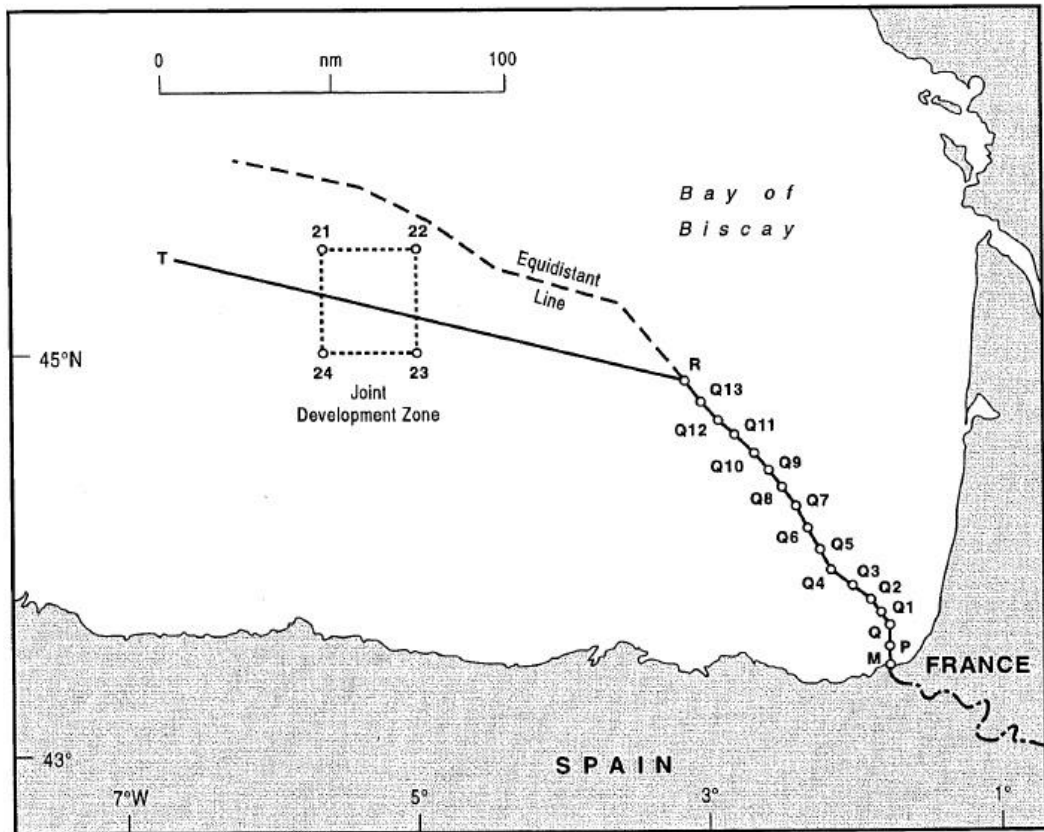 0 nm 100
Bay of
Biscay
21 22
T
Equidistant
Line
45°N
24 23
Joint
Development Zone
R
Q13
Q12 Q11
Q10 Q9
Q8 Q7
Q6 Q5
Q4 Q3
Q2
Q1
Q P
M FRANCE
43° SPAIN
7°W 5° 3° 1°